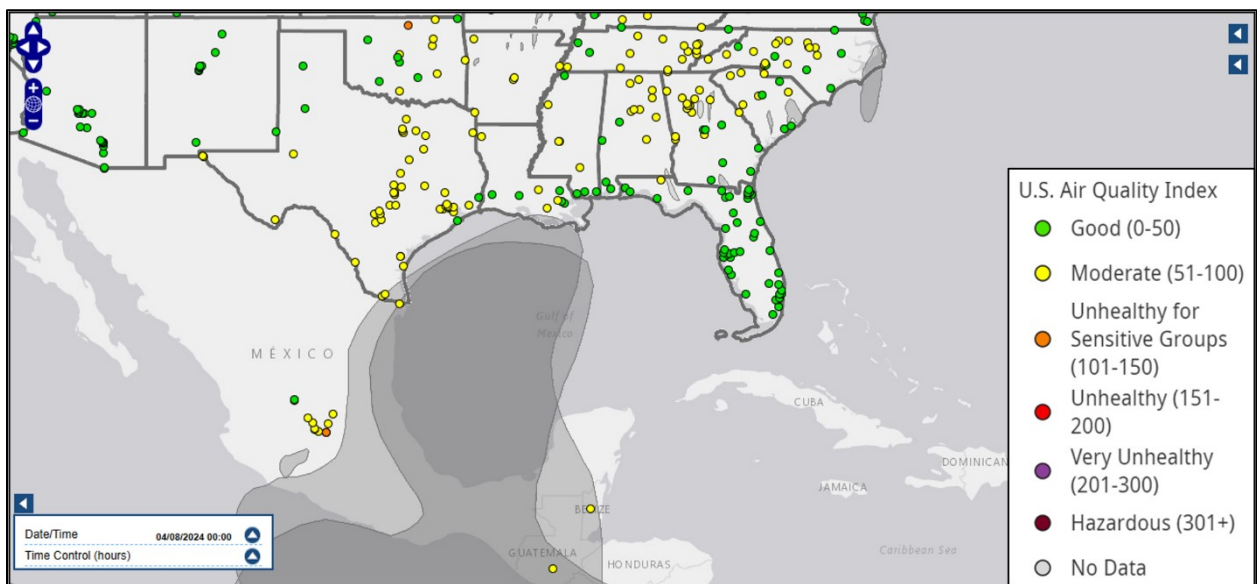 Gulf of
Mexico
MÉXICO
CUBA
DOMINICAN
JAMAICA
BELIZE
GUATEMALA
HONDURAS
Caribbean Sea
Date/Time 04/08/2024 00:00
Time Control (hours)
U.S. Air Quality Index
Good (0-50)
Moderate (51-100)
Unhealthy for
Sensitive Groups
(101-150)
Unhealthy (151-
200)
Very Unhealthy
(201-300)
Hazardous (301+)
No Data